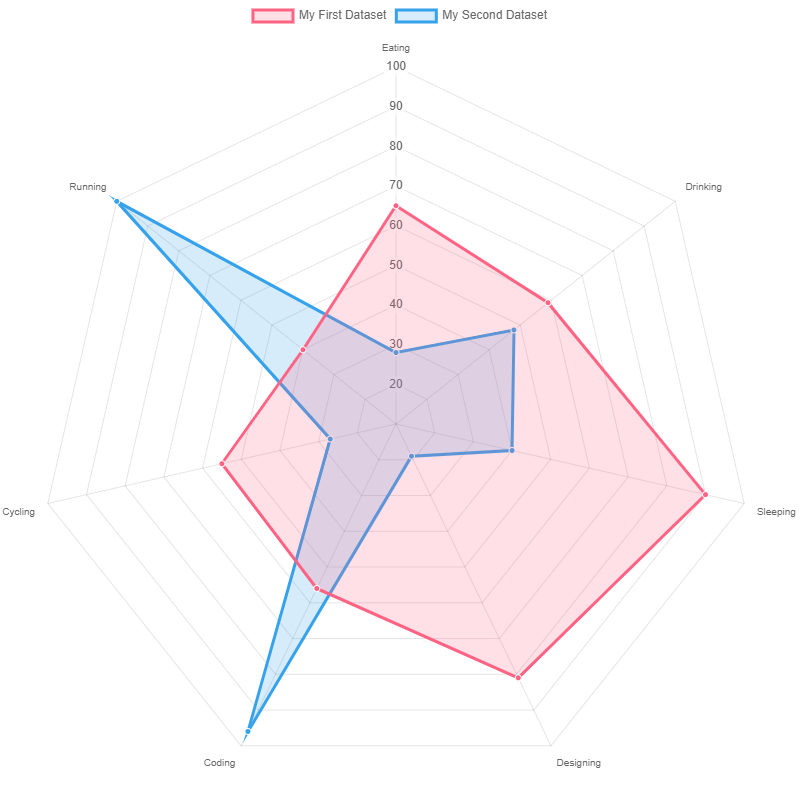 My First Dataset My Second Dataset
Eating
100
90
80
70
60
50
40
30
20
Running
Drinking
Cycling
Sleeping
Coding
Designing